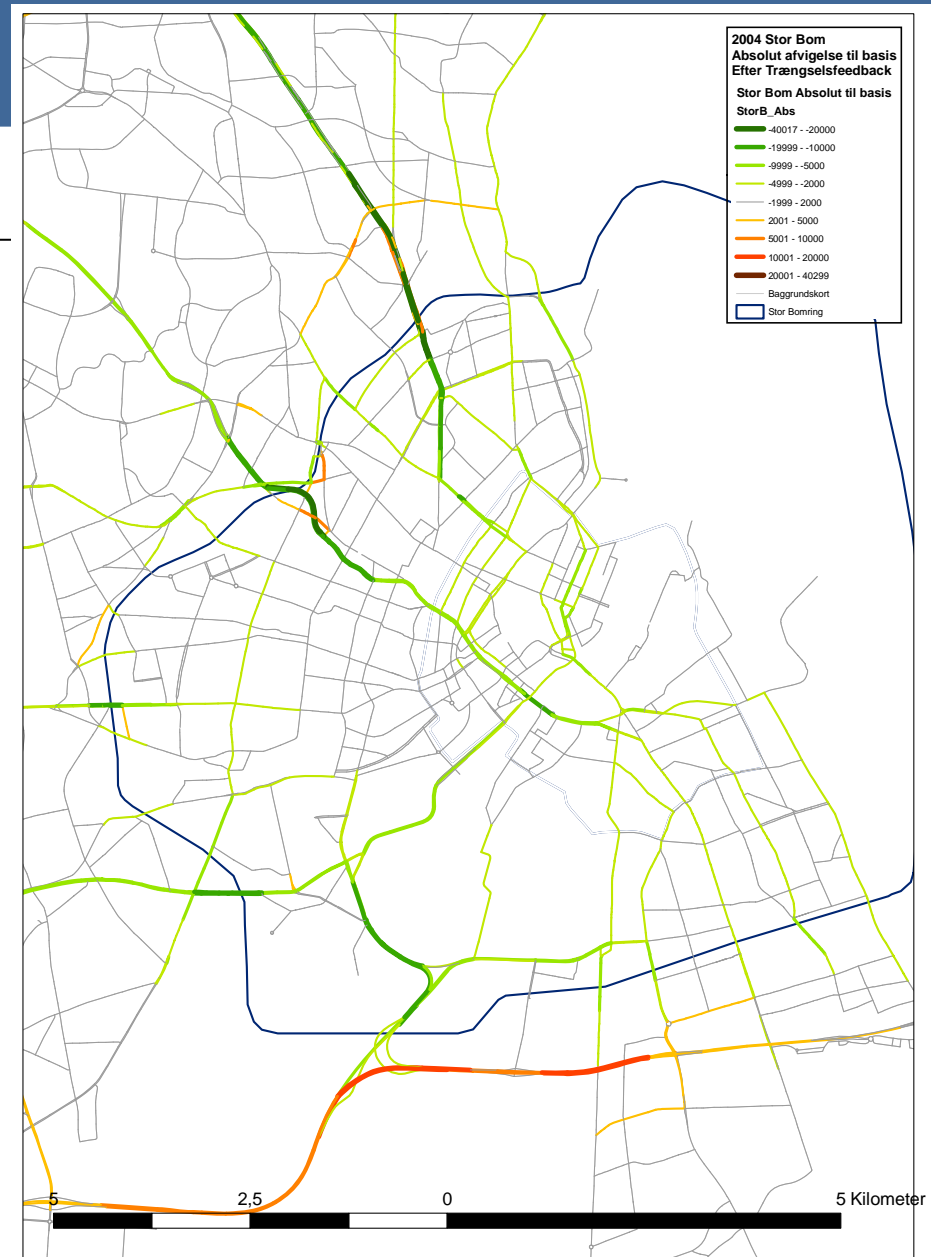 2004 Stor Bom
Absolut afvigelse til basis
Efter Trængselsfeedback
Stor Bom Absolut til basis
StorB_Abs
-40017 - -20000
-19999 - -10000
-9999 - -5000
-4999 - -2000
-1999 - 2000
2001 - 5000
5001 - 10000
10001 - 20000
20001 - 40299
Baggrundskort
Stor Bomring
5 2,5 0 5 Kilometer